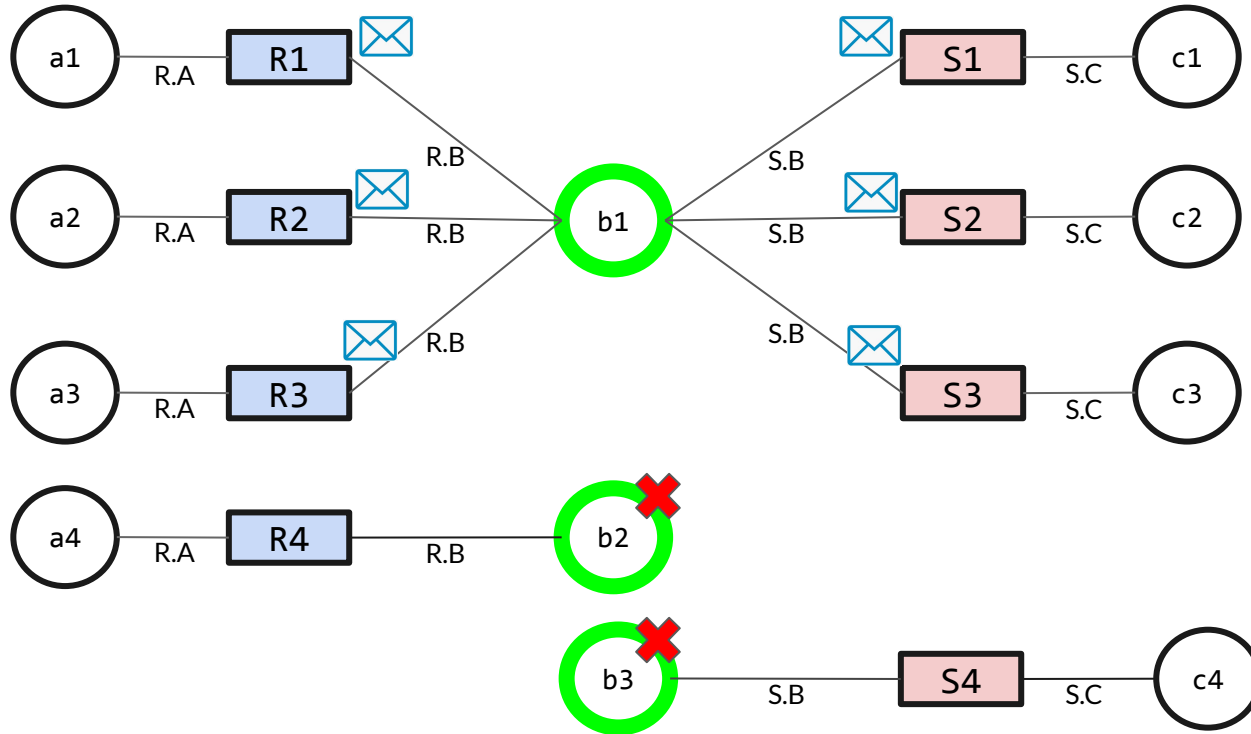 a1 R.A R1 S1 S.C c1
R.B S.B
a2 R.A R2 R.B b1 S.B S2 S.C c2
R.B S.B
a3 R.A R3 S3 S.C c3
a4 R.A R4 R.B b2
b3 S.B S4 S.C c4